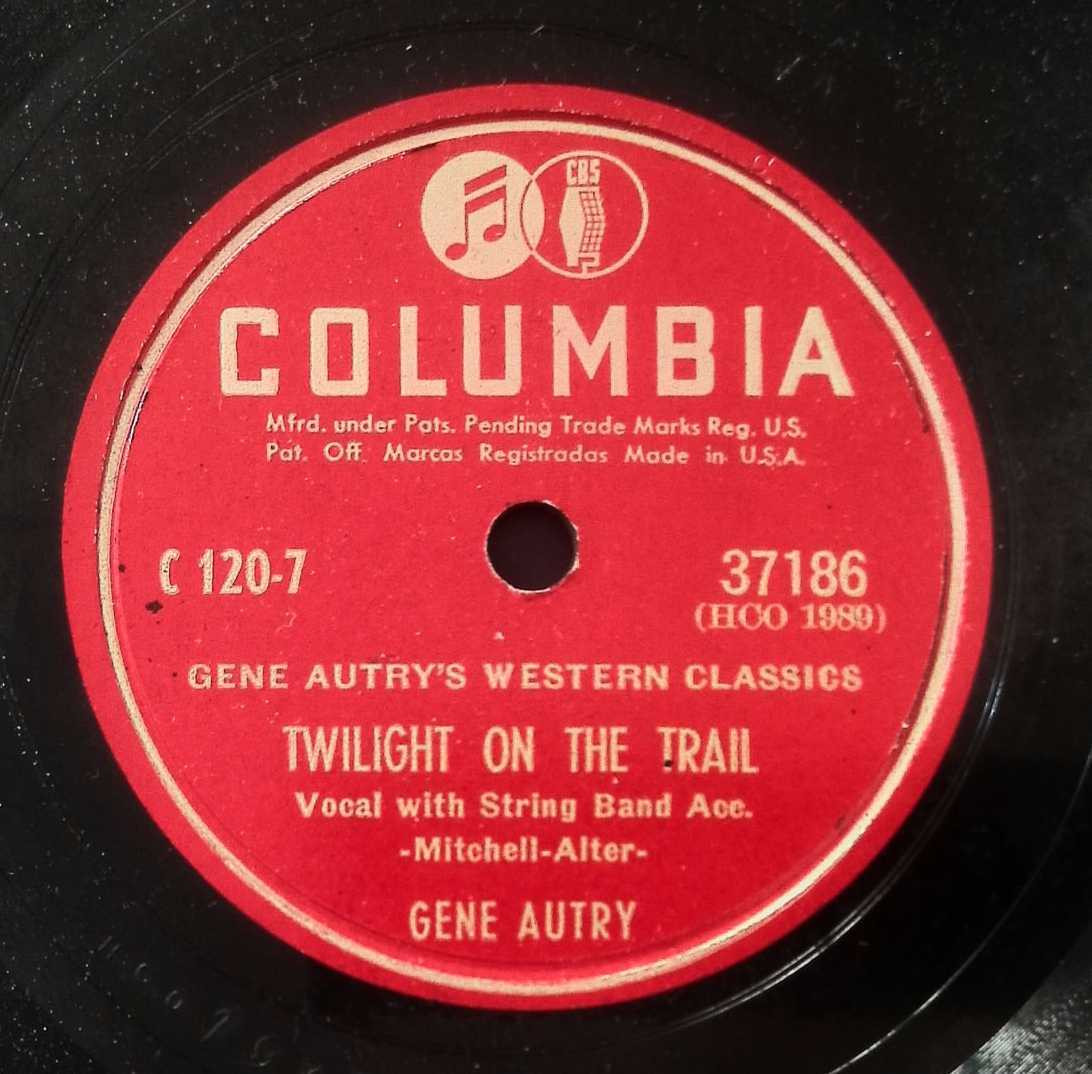 CBS
COLUMBIA
Mfrd. under Pats. Pending Trade Marks Reg. U.S.
Pat. Off. Marcas Registradas Made in U.S.A.
C 120-7
37186
(HCO 1989)
GENE AUTRY'S WESTERN CLASSICS
TWILIGHT ON THE TRAIL
Vocal with String Band Acc.
-Mitchell-Alter-
GENE AUTRY